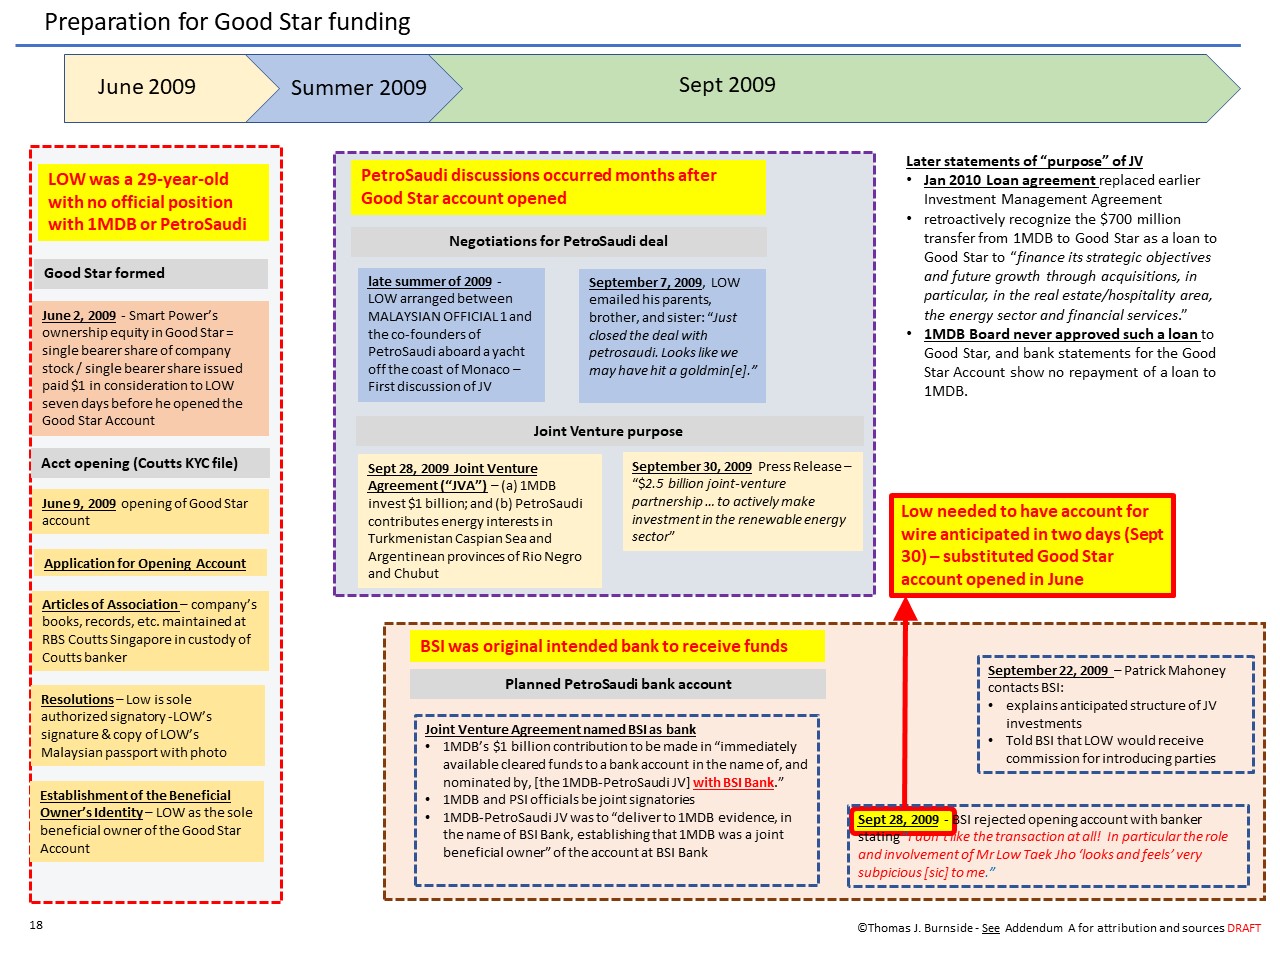 Preparation for Good Star funding
June 2009
Summer 2009
Sept 2009
LOW was a 29-year-old
with no official position
with 1MDB or PetroSaudi
Good Star formed
June 2, 2009 - Smart Power's
ownership equity in Good Star =
single bearer share of company
stock / single bearer share issued
paid $1 in consideration to LOW
seven days before he opened the
Good Star Account
Acct opening (Coutts KYC file)
June 9, 2009 opening of Good Star
account
Application for Opening Account
Articles of Association – company's
books, records, etc. maintained at
RBS Coutts Singapore in custody of
Coutts banker
Resolutions – Low is sole
authorized signatory -LOW's
signature & copy of LOW's
Malaysian passport with photo
Establishment of the Beneficial
Owner's Identity – LOW as the sole
beneficial owner of the Good Star
Account
PetroSaudi discussions occurred months after
Good Star account opened
Negotiations for PetroSaudi deal
late summer of 2009 -
LOW arranged between
MALAYSIAN OFFICIAL 1 and
the co-founders of
PetroSaudi aboard a yacht
off the coast of Monaco –
First discussion of JV
September 7, 2009, LOW
emailed his parents,
brother, and sister: “Just
closed the deal with
petrosaudi. Looks like we
may have hit a goldmin[e].”
Joint Venture purpose
Sept 28, 2009 Joint Venture
Agreement (“JVA”) – (a) 1MDB
invest $1 billion; and (b) PetroSaudi
contributes energy interests in
Turkmenistan Caspian Sea and
Argentinean provinces of Rio Negro
and Chubut
September 30, 2009 Press Release –
“$2.5 billion joint-venture
partnership … to actively make
investment in the renewable energy
sector”
Later statements of “purpose” of JV
• Jan 2010 Loan agreement replaced earlier
Investment Management Agreement
• retroactively recognize the $700 million
transfer from 1MDB to Good Star as a loan to
Good Star to “finance its strategic objectives
and future growth through acquisitions, in
particular, in the real estate/hospitality area,
the energy sector and financial services.”
• 1MDB Board never approved such a loan to
Good Star, and bank statements for the Good
Star Account show no repayment of a loan to
1MDB.
Low needed to have account for
wire anticipated in two days (Sept
30) – substituted Good Star
account opened in June
BSI was original intended bank to receive funds
Planned PetroSaudi bank account
Joint Venture Agreement named BSI as bank
• 1MDB's $1 billion contribution to be made in “immediately
available cleared funds to a bank account in the name of, and
nominated by, [the 1MDB-PetroSaudi JV] with BSI Bank.”
• 1MDB and PSI officials be joint signatories
• 1MDB-PetroSaudi JV was to “deliver to 1MDB evidence, in
the name of BSI Bank, establishing that 1MDB was a joint
beneficial owner” of the account at BSI Bank
September 22, 2009 – Patrick Mahoney
contacts BSI:
• explains anticipated structure of JV
investments
• Told BSI that LOW would receive
commission for introducing parties
Sept 28, 2009 - BSI rejected opening account with banker
stating “I don't like the transaction at all! In particular the role
and involvement of Mr Low Taek Jho ‘looks and feels’ very
subpicious [sic] to me.”
18
©Thomas J. Burnside - See Addendum A for attribution and sources DRAFT